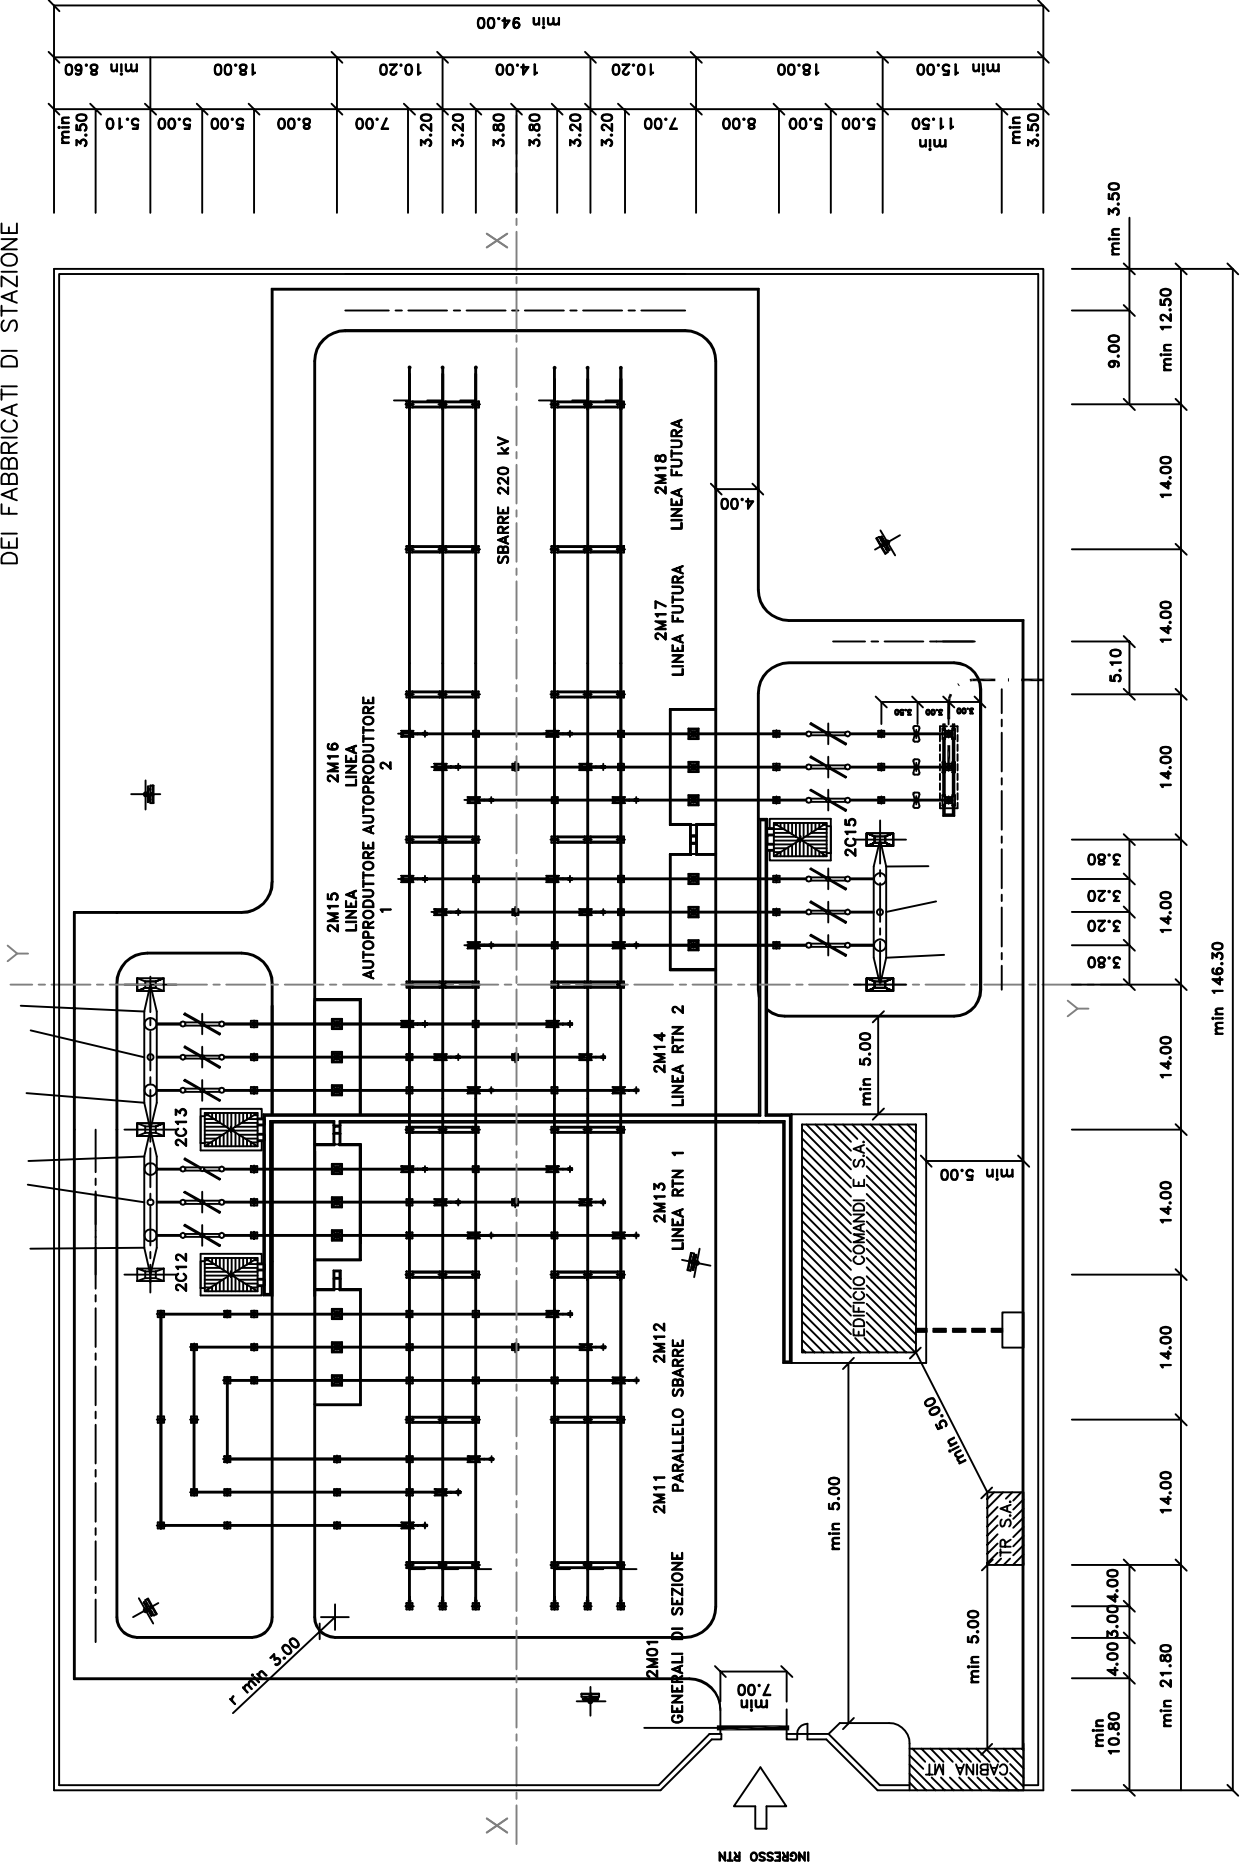 DEI FABBRICATI DI STAZIONE
min 94.00
min 8.60
18.00
10.20
14.00
10.20
18.00
min 15.00
min
3.50
5.10
5.00
5.00
8.00
7.00
3.20
3.20
3.80
3.80
3.20
3.20
7.00
8.00
5.00
5.00
11.50
min
min
3.50
X
min 3.50
9.00
min 12.50
SBARRE 220 kV
2M18
LINEA FUTURA
4.00
14.00
2M17
LINEA FUTURA
14.00
5.10
2M16
LINEA
AUTOPRODUTTORE
2
3.50
3.00
3.00
14.00
2C15
2M15
LINEA
AUTOPRODUTTORE
1
3.80
3.20
3.20
3.80
14.00
min 146.30
Y
Y
2M14
LINEA RTN 2
min 5.00
14.00
2C13
2M13
LINEA RTN 1
EDIFICIO COMANDI E S.A.
min 5.00
14.00
2C12
2M12
PARALLELO SBARRE
14.00
min 5.00
2M11
min 5.00
TR S.A.
14.00
r min 3.00
2M01
GENERALI DI SEZIONE
min 5.00
4.00
3.00
4.00
min
7.00
min
10.80
min 21.80
CABINA MT
X
INGRESSO RTN